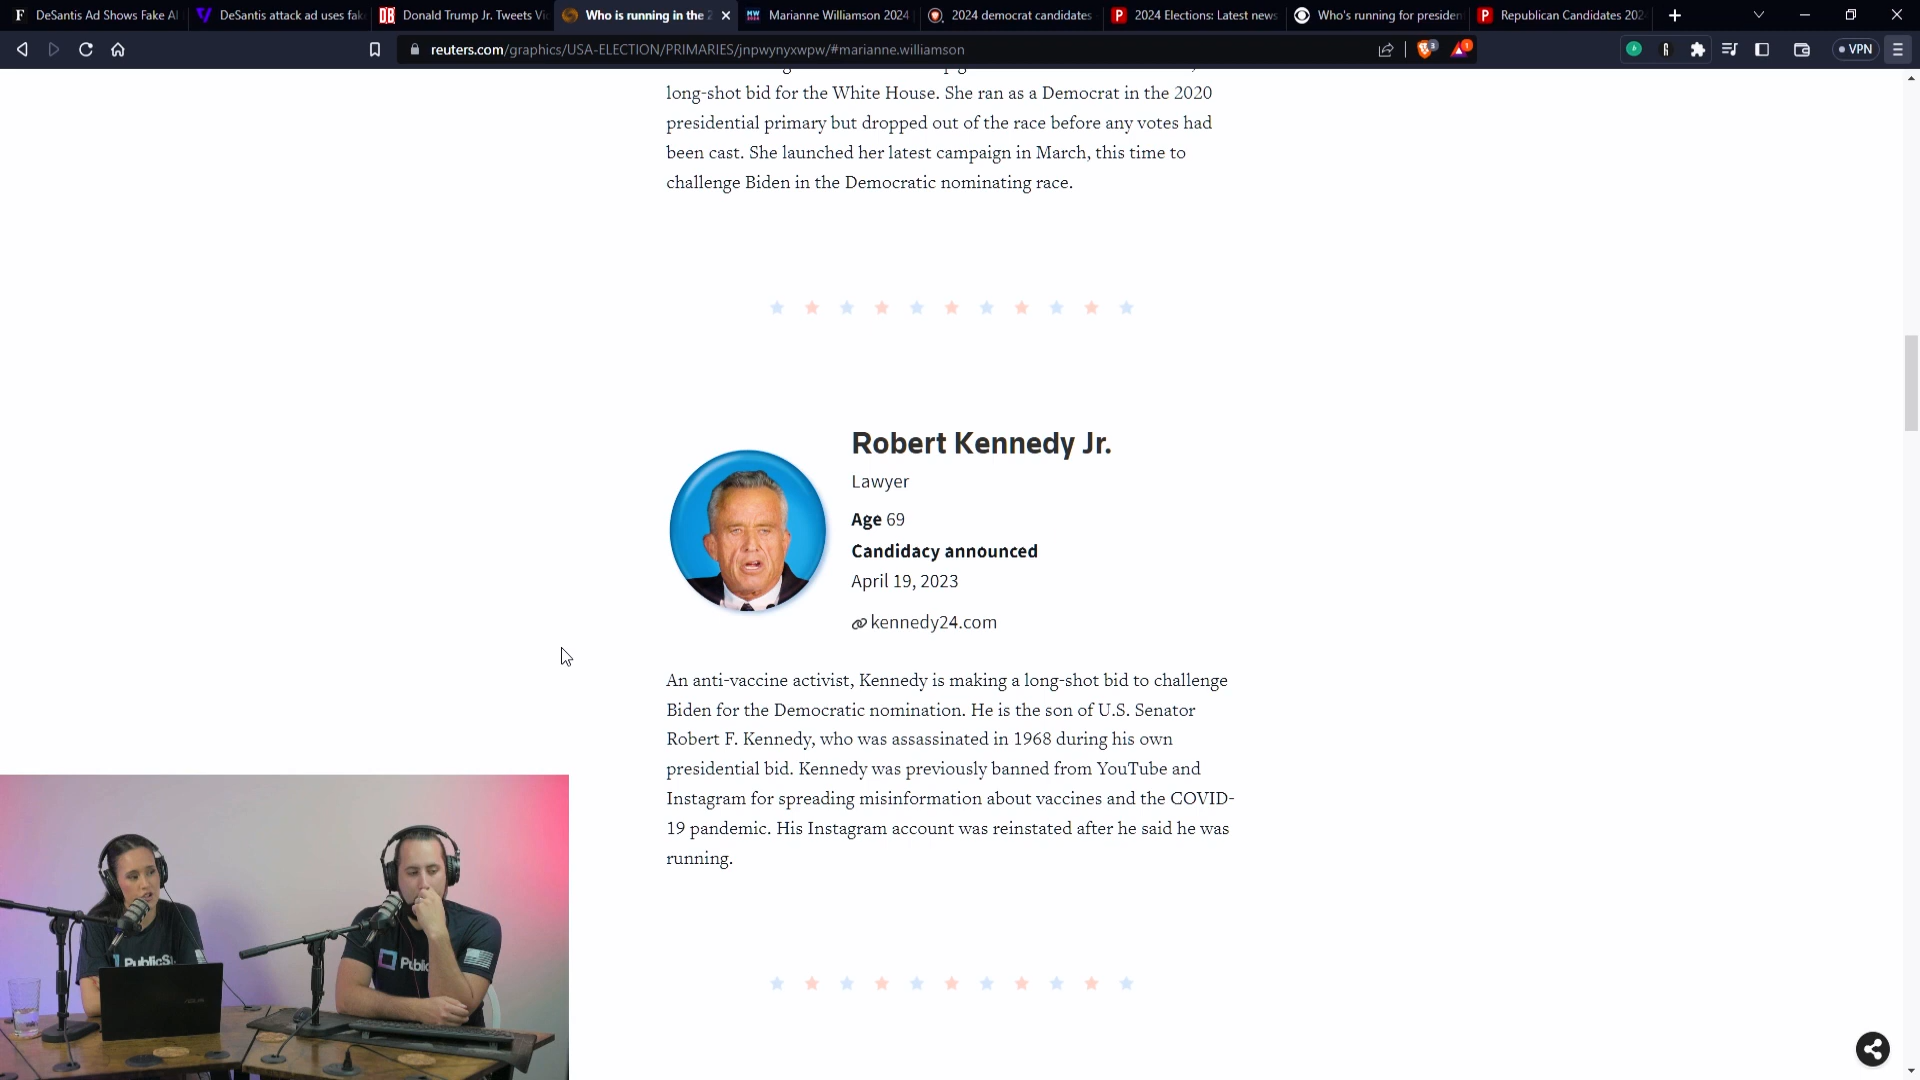 DeSantis Ad Shows Fake AI
DeSantis attack ad uses fak
DB
Donald Trump Jr. Tweets Vi
Who is running in the 2
MW
Marianne Williamson 2024
2024 democrat candidates
2024 Elections: Latest news
Who's running for presiden
Republican Candidates 202
reuters.com/graphics/USA-ELECTION/PRIMARIES/jnpwynyxwpw/#marianne.williamson
VPN
long-shot bid for the White House. She ran as a Democrat in the 2020
presidential primary but dropped out of the race before any votes had
been cast. She launched her latest campaign in March, this time to
challenge Biden in the Democratic nominating race.
Robert Kennedy Jr.
Lawyer
Age 69
Candidacy announced
April 19, 2023
kennedy24.com
An anti-vaccine activist, Kennedy is making a long-shot bid to challenge
Biden for the Democratic nomination. He is the son of U.S. Senator
Robert F. Kennedy, who was assassinated in 1968 during his own
presidential bid. Kennedy was previously banned from YouTube and
Instagram for spreading misinformation about vaccines and the COVID-
19 pandemic. His Instagram account was reinstated after he said he was
running.
PublicS
Public